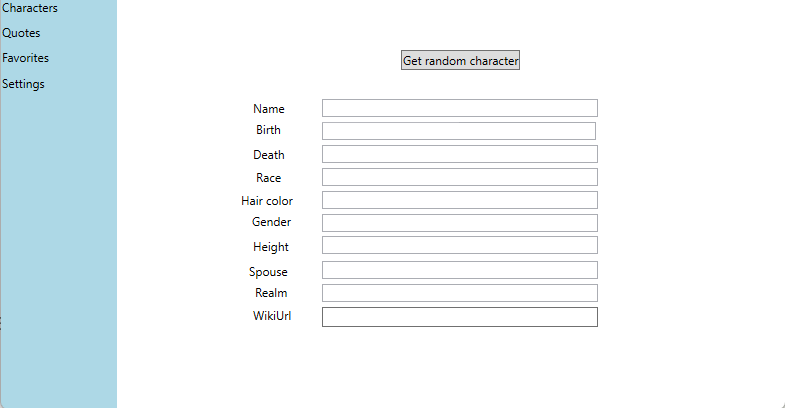 Characters
Quotes
Favorites
Settings
Get random character
Name
Birth
Death
Race
Hair color
Gender
Height
Spouse
Realm
WikiUrl